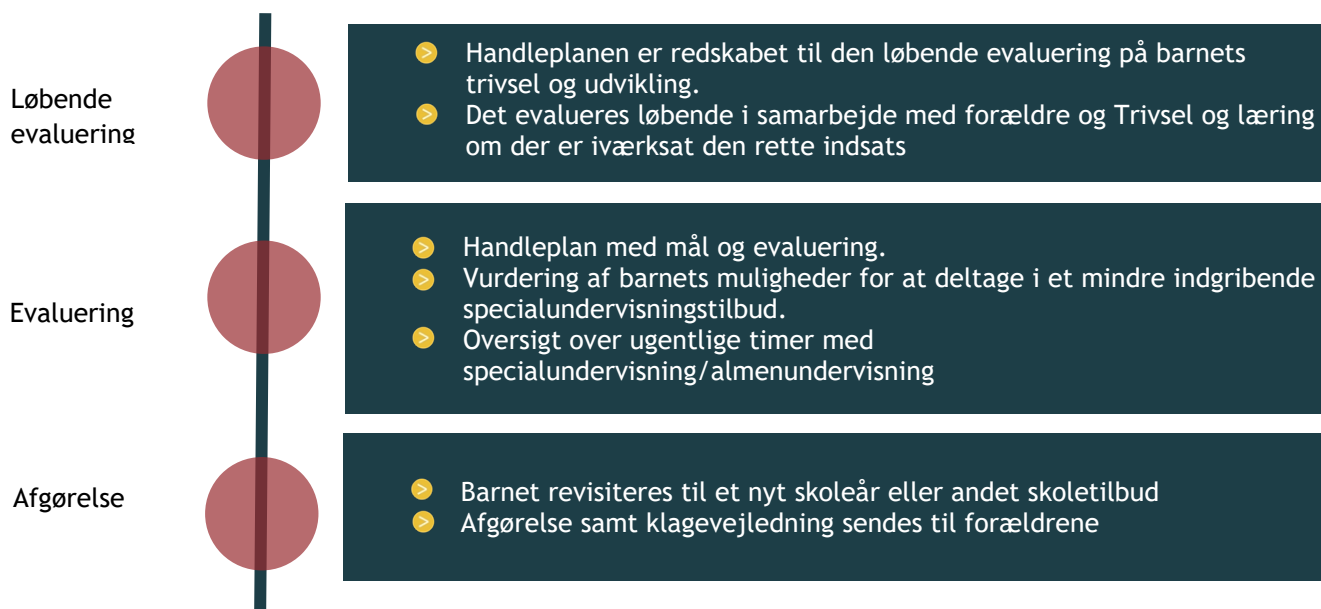 Løbende
evaluering
Handleplanen er redskabet til den løbende evaluering på barnets
trivsel og udvikling.
Det evalueres løbende i samarbejde med forældre og Trivsel og læring
om der er iværksat den rette indsats
Evaluering
Handleplan med mål og evaluering.
Vurdering af barnets muligheder for at deltage i et mindre indgribende
specialundervisningstilbud.
Oversigt over ugentlige timer med
specialundervisning/almenundervisning
Afgørelse
Barnet revisiteres til et nyt skoleår eller andet skoletilbud
Afgørelse samt klagevejledning sendes til forældrene